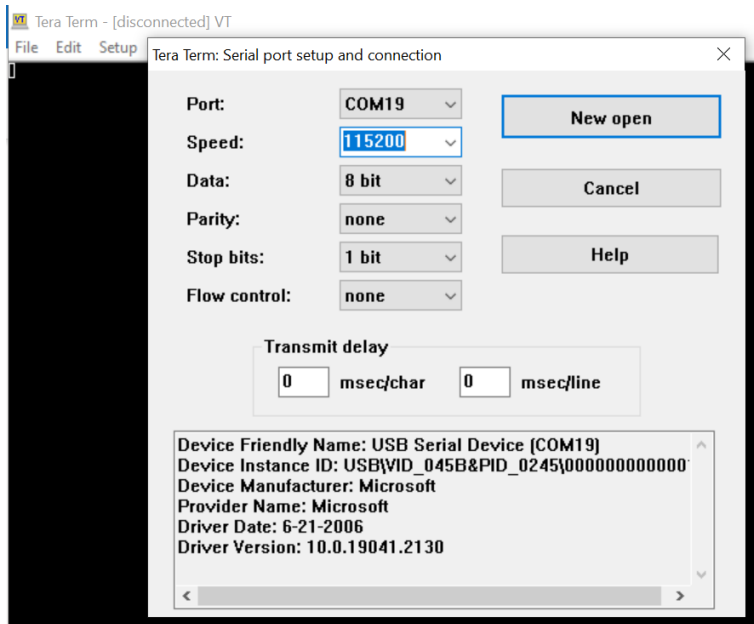 Tera Term - [disconnected] VT
File Edit Setup
Tera Term: Serial port setup and connection
Port: COM19
New open
Speed: 115200
Data: 8 bit
Cancel
Parity: none
Stop bits: 1 bit
Help
Flow control: none
Transmit delay
0 msec/char 0 msec/line
Device Friendly Name: USB Serial Device (COM19)
Device Instance ID: USB\VID_045B&PID_0245\000000000000
Device Manufacturer: Microsoft
Provider Name: Microsoft
Driver Date: 6-21-2006
Driver Version: 10.0.19041.2130